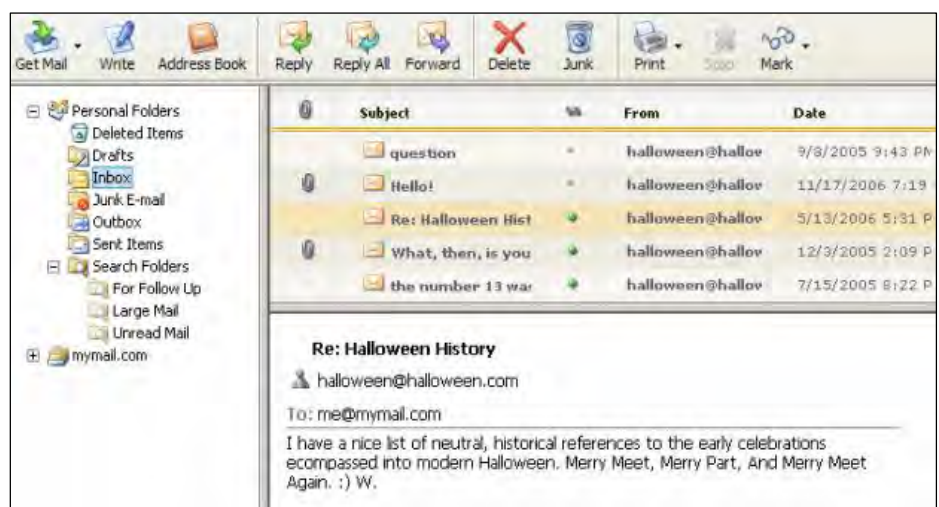 Get Mail Write Address Book Reply Reply All Forward Delete Junk Print Stop Mark
Personal Folders
Deleted Items
Drafts
Inbox
Junk E-mail
Outbox
Sent Items
Search Folders
For Follow Up
Large Mail
Unread Mail
mymail.com
Subject From Date
question halloween@hallov 9/8/2005 9:43 PM
Hello! halloween@hallov 11/17/2006 7:19
Re: Halloween Hist halloween@hallov 5/13/2006 5:31 P
What, then, is you halloween@hallov 12/3/2005 2:09 P
the number 13 war halloween@hallov 7/15/2005 8:22 P
Re: Halloween History
halloween@halloween.com
To: me@mymail.com
I have a nice list of neutral, historical references to the early celebrations
ecompassed into modern Halloween. Merry Meet, Merry Part, And Merry Meet
Again. :) W.